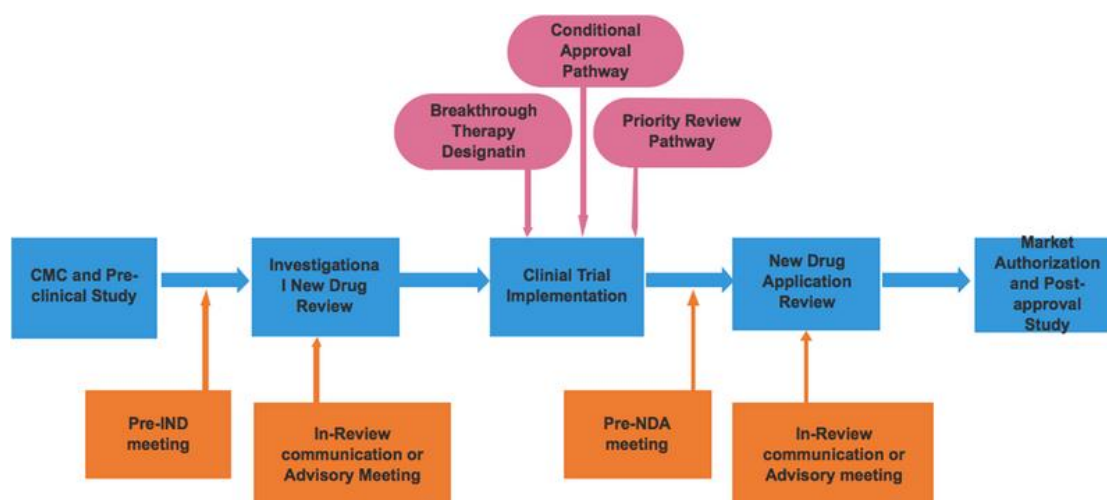 Conditional
Approval
Pathway
Breakthrough
Therapy
Designatin
Priority Review
Pathway
CMC and Pre-
clinical Study
Investigationa
l New Drug
Review
Clinial Trial
Implementation
New Drug
Application
Review
Market
Authorization
and Post-
approval
Study
Pre-IND
meeting
In-Review
communication or
Advisory Meeting
Pre-NDA
meeting
In-Review
communication or
Advisory meeting